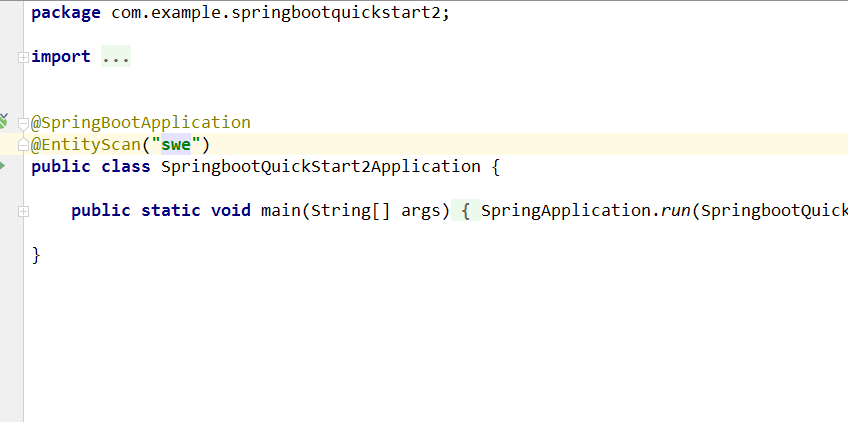 package com.example.springbootquickstart2;
import ...
@SpringBootApplication
@EntityScan("swe")
public class SpringbootQuickStart2Application {
public static void main(String[] args) { SpringApplication.run(SpringbootQuick
}